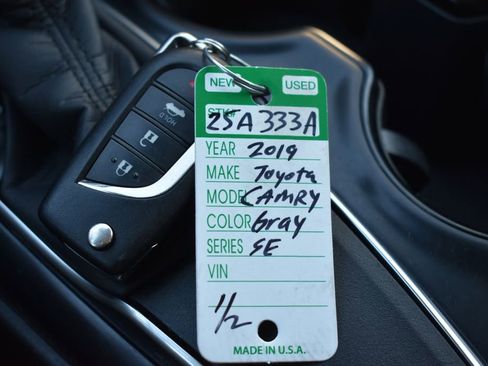 NEW USED
STK# 25A333A
YEAR 2019
MAKE Toyota
MODEL CAMRY
COLOR Gray
SERIES SE
VIN
1/2
MADE IN U.S.A.
HOLD